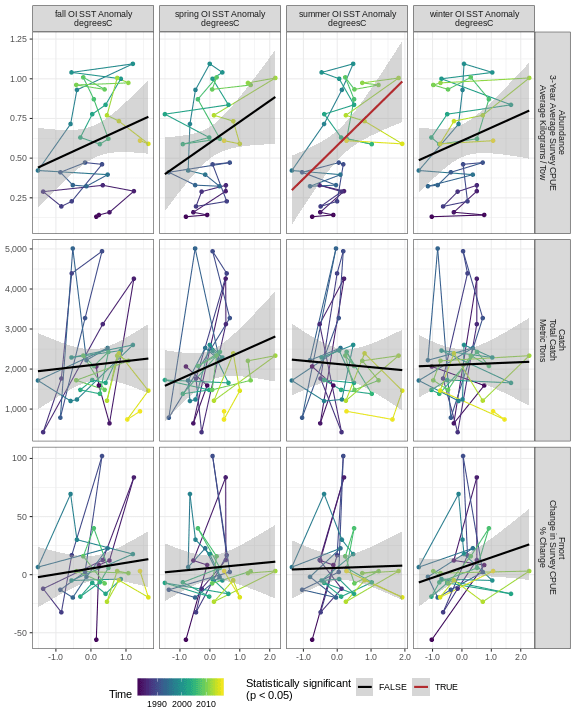 fall OI SST Anomaly
degreesC
spring OI SST Anomaly
degreesC
summer OI SST Anomaly
degreesC
winter OI SST Anomaly
degreesC
1.25
1.00
0.75
0.50
0.25
Abundance
3-Year Average Survey CPUE
Average Kilograms / Tow
5,000
4,000
3,000
2,000
1,000
Catch
Total Catch
Metric Tons
100
50
0
-50
Fmort
Change in Survey CPUE
% Change
-1.0 0.0 1.0
-1.0 0.0 1.0 2.0
-1.0 0.0 1.0 2.0
-1.0 0.0 1.0 2.0
Time
1990 2000 2010
Statistically significant
(p < 0.05)
FALSE
TRUE